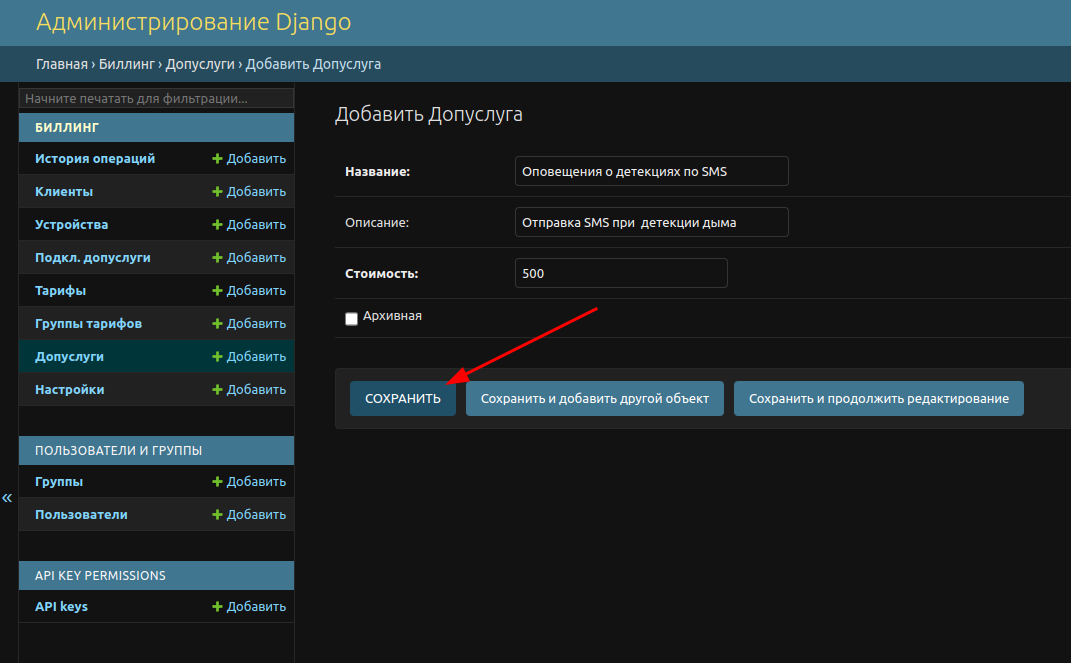 Администрирование Django
Главная › Биллинг › Допуслуги › Добавить Допуслуга
Начните печатать для фильтрации...
БИЛЛИНГ
История операций + Добавить
Клиенты + Добавить
Устройства + Добавить
Подкл. допуслуги + Добавить
Тарифы + Добавить
Группы тарифов + Добавить
Допуслуги + Добавить
Настройки + Добавить
ПОЛЬЗОВАТЕЛИ И ГРУППЫ
Группы + Добавить
Пользователи + Добавить
API KEY PERMISSIONS
API keys + Добавить
«
Добавить Допуслуга
Название: Оповещения о детекциях по SMS
Описание: Отправка SMS при  детекции дыма
Стоимость: 500
Архивная
СОХРАНИТЬ Сохранить и добавить другой объект Сохранить и продолжить редактирование